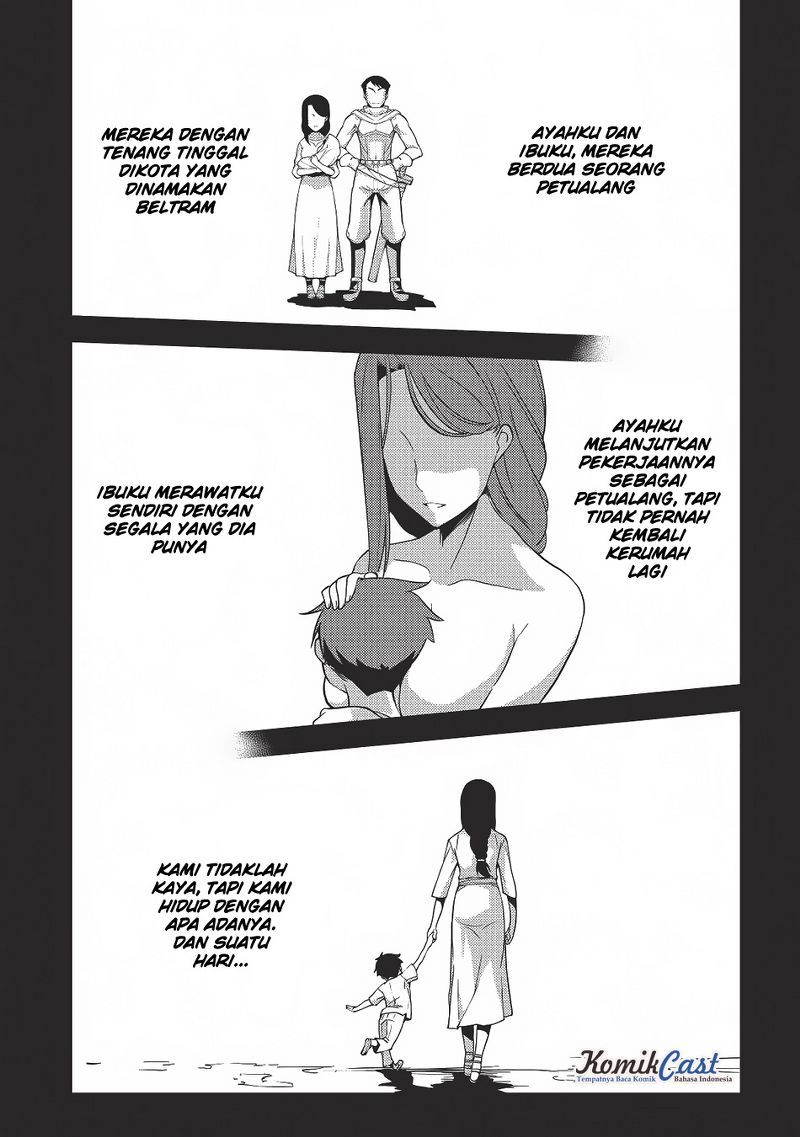 AYAHKU DAN
IBUKU, MEREKA
BERDUA SEORANG
PETUALANG
MEREKA DENGAN
TENANG TINGGAL
DIKOTA YANG
DINAMAKAN
BELTRAM
AYAHKU
MELANJUTKAN
PEKERJAANNYA
SEBAGAI
PETUALANG, TAPI
TIDAK PERNAH
KEMBALI
KERUMAH
LAGI
IBUKU MERAWATKU
SENDIRI DENGAN
SEGALA YANG DIA
PUNYA
KAMI TIDAKLAH
KAYA, TAPI KAMI
HIDUP DENGAN
APA ADANYA.
DAN SUATU
HARI...
KomikCast
Tempatnya Baca Komik Bahasa Indonesia